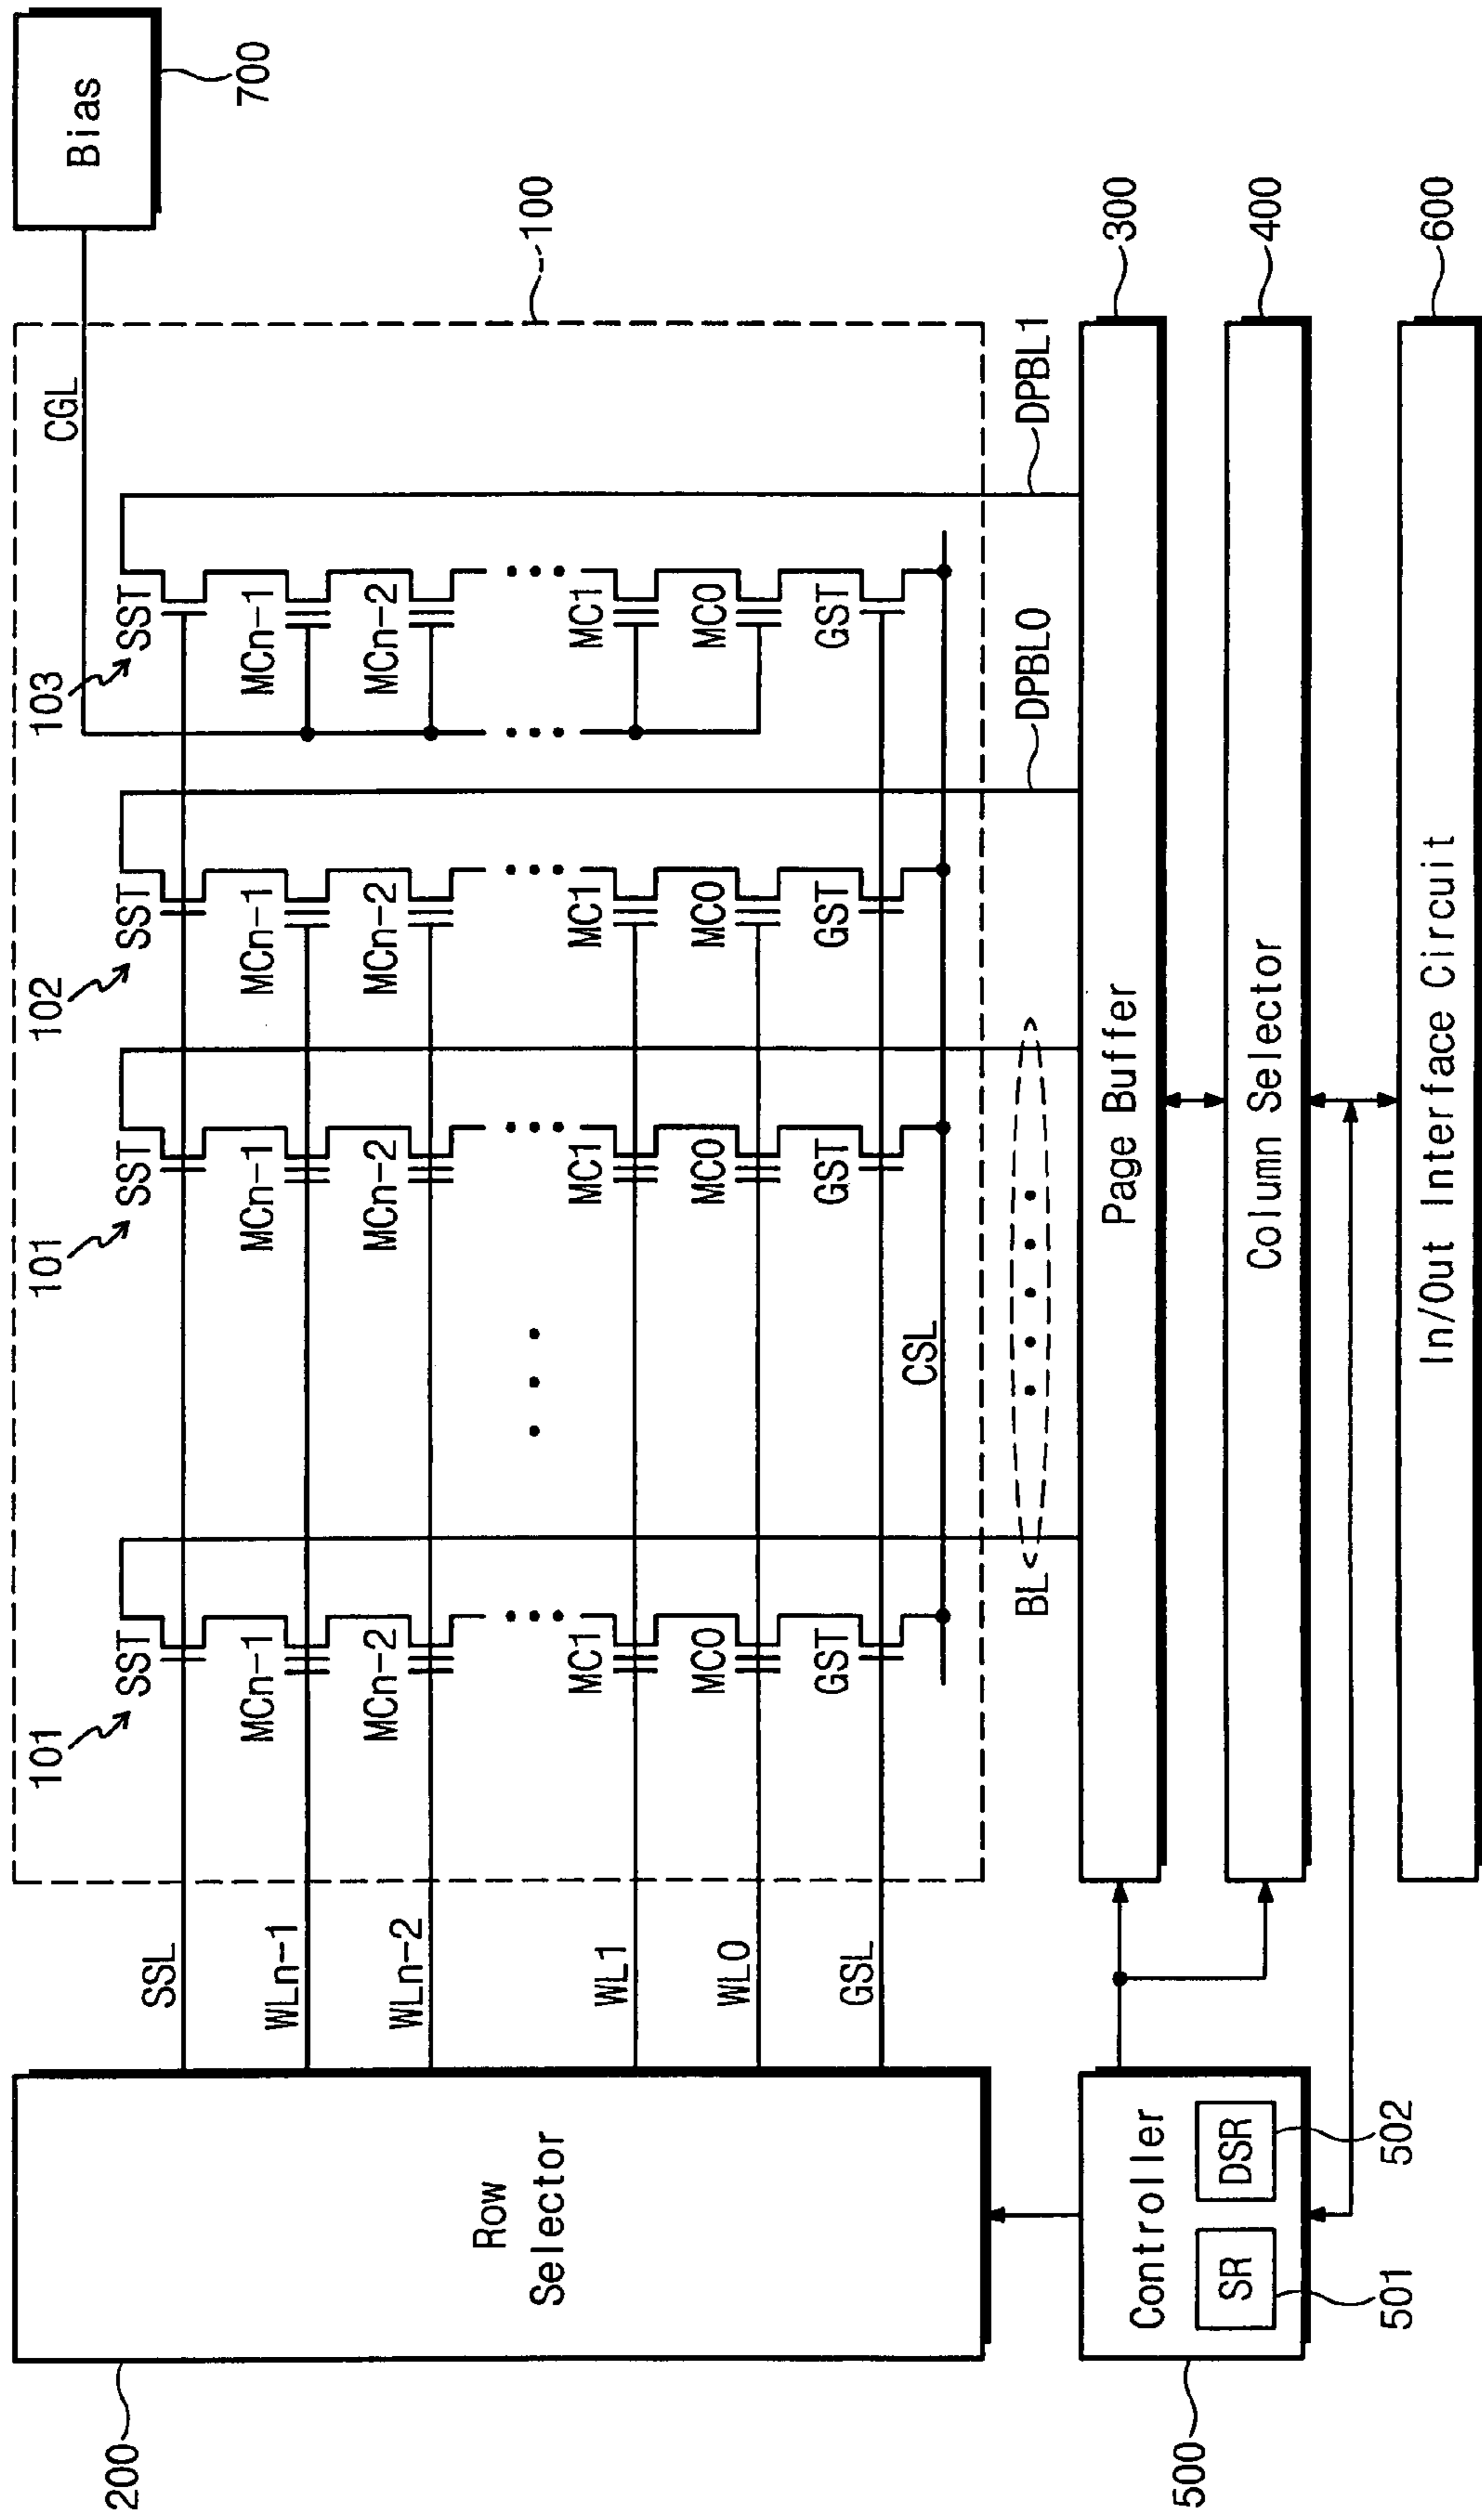 Bias
700
CGL
100
103
102
101
101
SST
SST
SST
SST
SSL
MCn-1
MCn-1
MCn-1
MCn-1
WLn-1
MCn-2
MCn-2
MCn-2
MCn-2
WLn-2
MC1
MC1
MC1
MC1
WL1
MC0
MC0
MC0
MC0
WL0
GST
GST
GST
GST
GSL
CSL
BL< >
DPBL0
DPBL1
Row
Selector
200
Page Buffer
300
Column Selector
400
In/Out Interface Circuit
600
Controller
SR
DSR
501
502
500